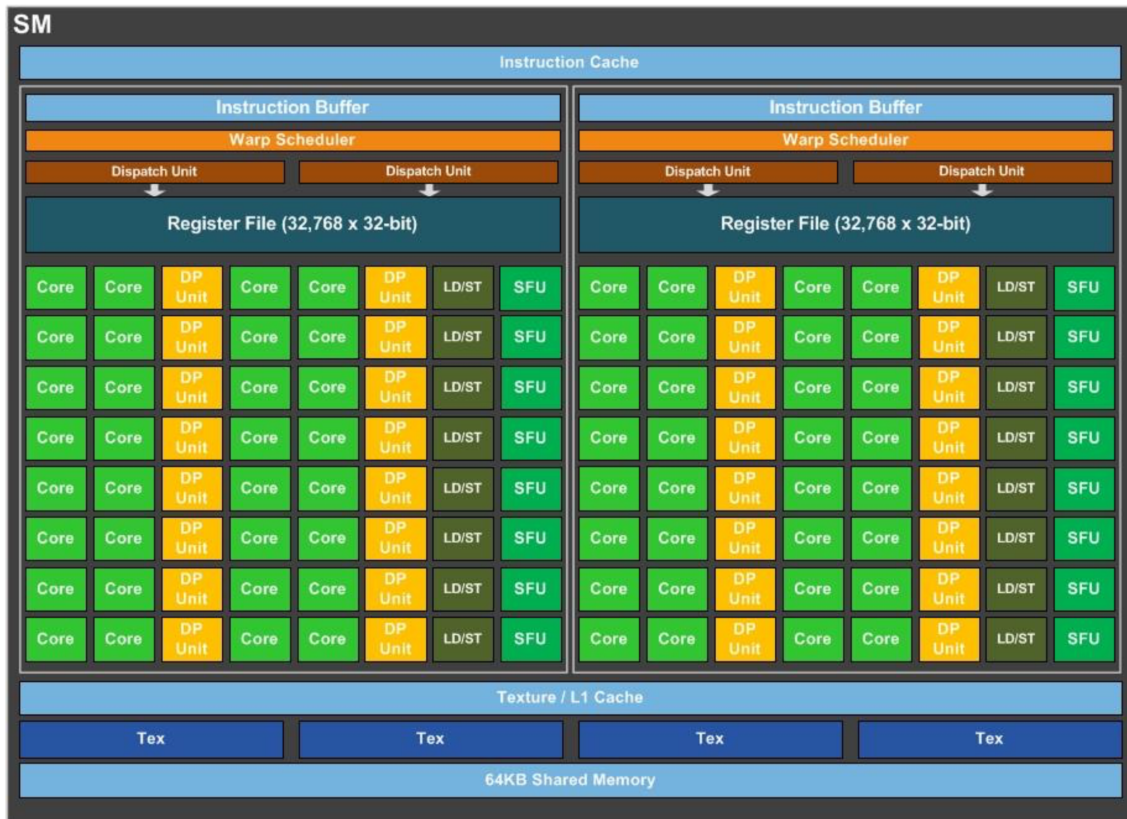 SM
Instruction Cache
Instruction Buffer Instruction Buffer
Warp Scheduler Warp Scheduler
Dispatch Unit Dispatch Unit Dispatch Unit Dispatch Unit
Register File (32,768 x 32-bit) Register File (32,768 x 32-bit)
Core Core DP Unit Core Core DP Unit LD/ST SFU Core Core DP Unit Core Core DP Unit LD/ST SFU
Core Core DP Unit Core Core DP Unit LD/ST SFU Core Core DP Unit Core Core DP Unit LD/ST SFU
Core Core DP Unit Core Core DP Unit LD/ST SFU Core Core DP Unit Core Core DP Unit LD/ST SFU
Core Core DP Unit Core Core DP Unit LD/ST SFU Core Core DP Unit Core Core DP Unit LD/ST SFU
Core Core DP Unit Core Core DP Unit LD/ST SFU Core Core DP Unit Core Core DP Unit LD/ST SFU
Core Core DP Unit Core Core DP Unit LD/ST SFU Core Core DP Unit Core Core DP Unit LD/ST SFU
Core Core DP Unit Core Core DP Unit LD/ST SFU Core Core DP Unit Core Core DP Unit LD/ST SFU
Core Core DP Unit Core Core DP Unit LD/ST SFU Core Core DP Unit Core Core DP Unit LD/ST SFU
Texture / L1 Cache
Tex Tex Tex Tex
64KB Shared Memory